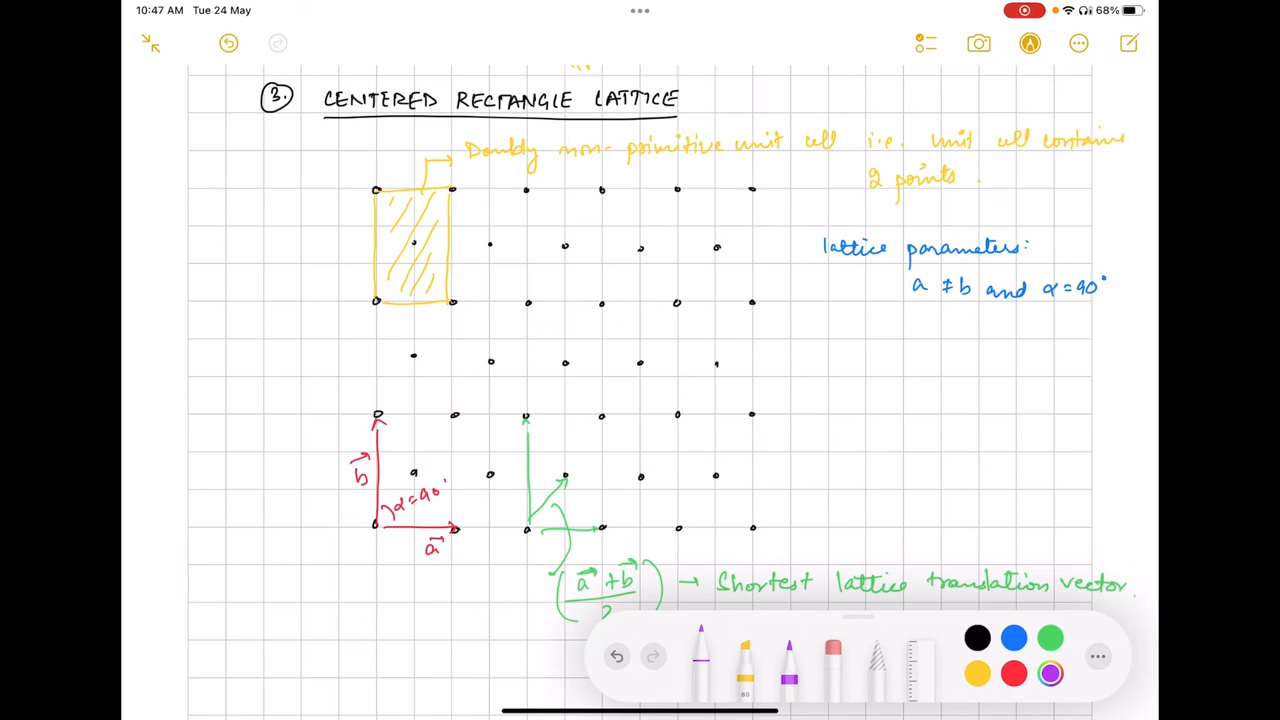 10:47 AM Tue 24 May
68%
3. CENTERED RECTANGLE LATTICE
Doubly non-primitive unit cell i.e. unit cell contains
2 points.
lattice parameters:
a ≠ b and α = 90°
b⃗
α = 90°
a⃗
(a⃗ + b⃗ / 2) → Shortest lattice translation vector.
80